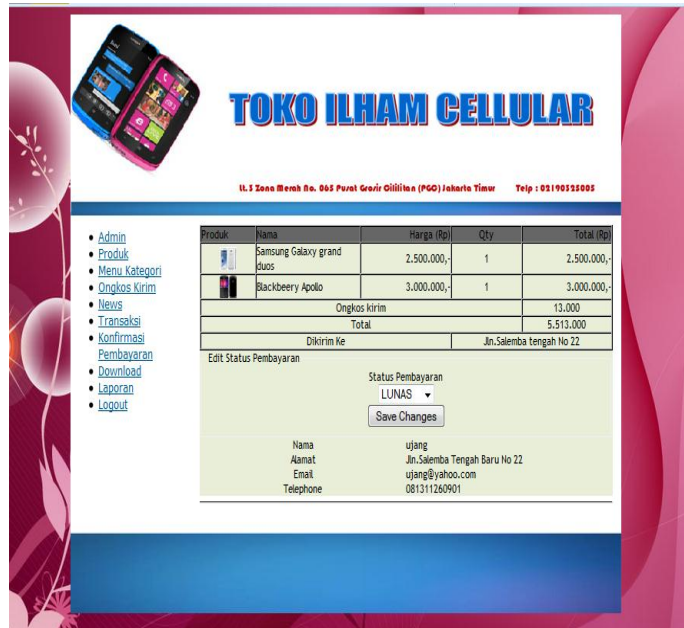 TOKO ILHAM CELLULAR
Lt.3 Zona Merah No. 065 Pusat Grosir Cililitan (PGC) Jakarta Timur Telp : 02190525005
Admin
Produk
Menu Kategori
Ongkos Kirim
News
Transaksi
Konfirmasi
Pembayaran
Download
Laporan
Logout
Produk Nama Harga (Rp) Qty Total (Rp)
Samsung Galaxy grand
duos 2.500.000,- 1 2.500.000,-
Blackbeery Apollo 3.000.000,- 1 3.000.000,-
Ongkos kirim 13.000
Total 5.513.000
Dikirim Ke Jln.Salemba tengah No 22
Edit Status Pembayaran
Status Pembayaran
LUNAS
Save Changes
Nama ujang
Alamat Jln.Salemba Tengah Baru No 22
Email ujang@yahoo.com
Telephone 081311260901